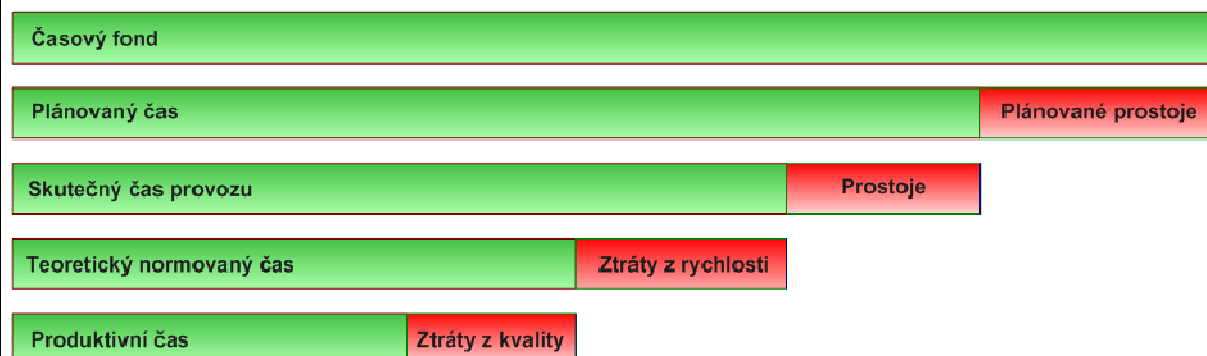 Časový fond
Plánovaný čas Plánované prostoje
Skutečný čas provozu Prostoje
Teoretický normovaný čas Ztráty z rychlosti
Produktivní čas Ztráty z kvality